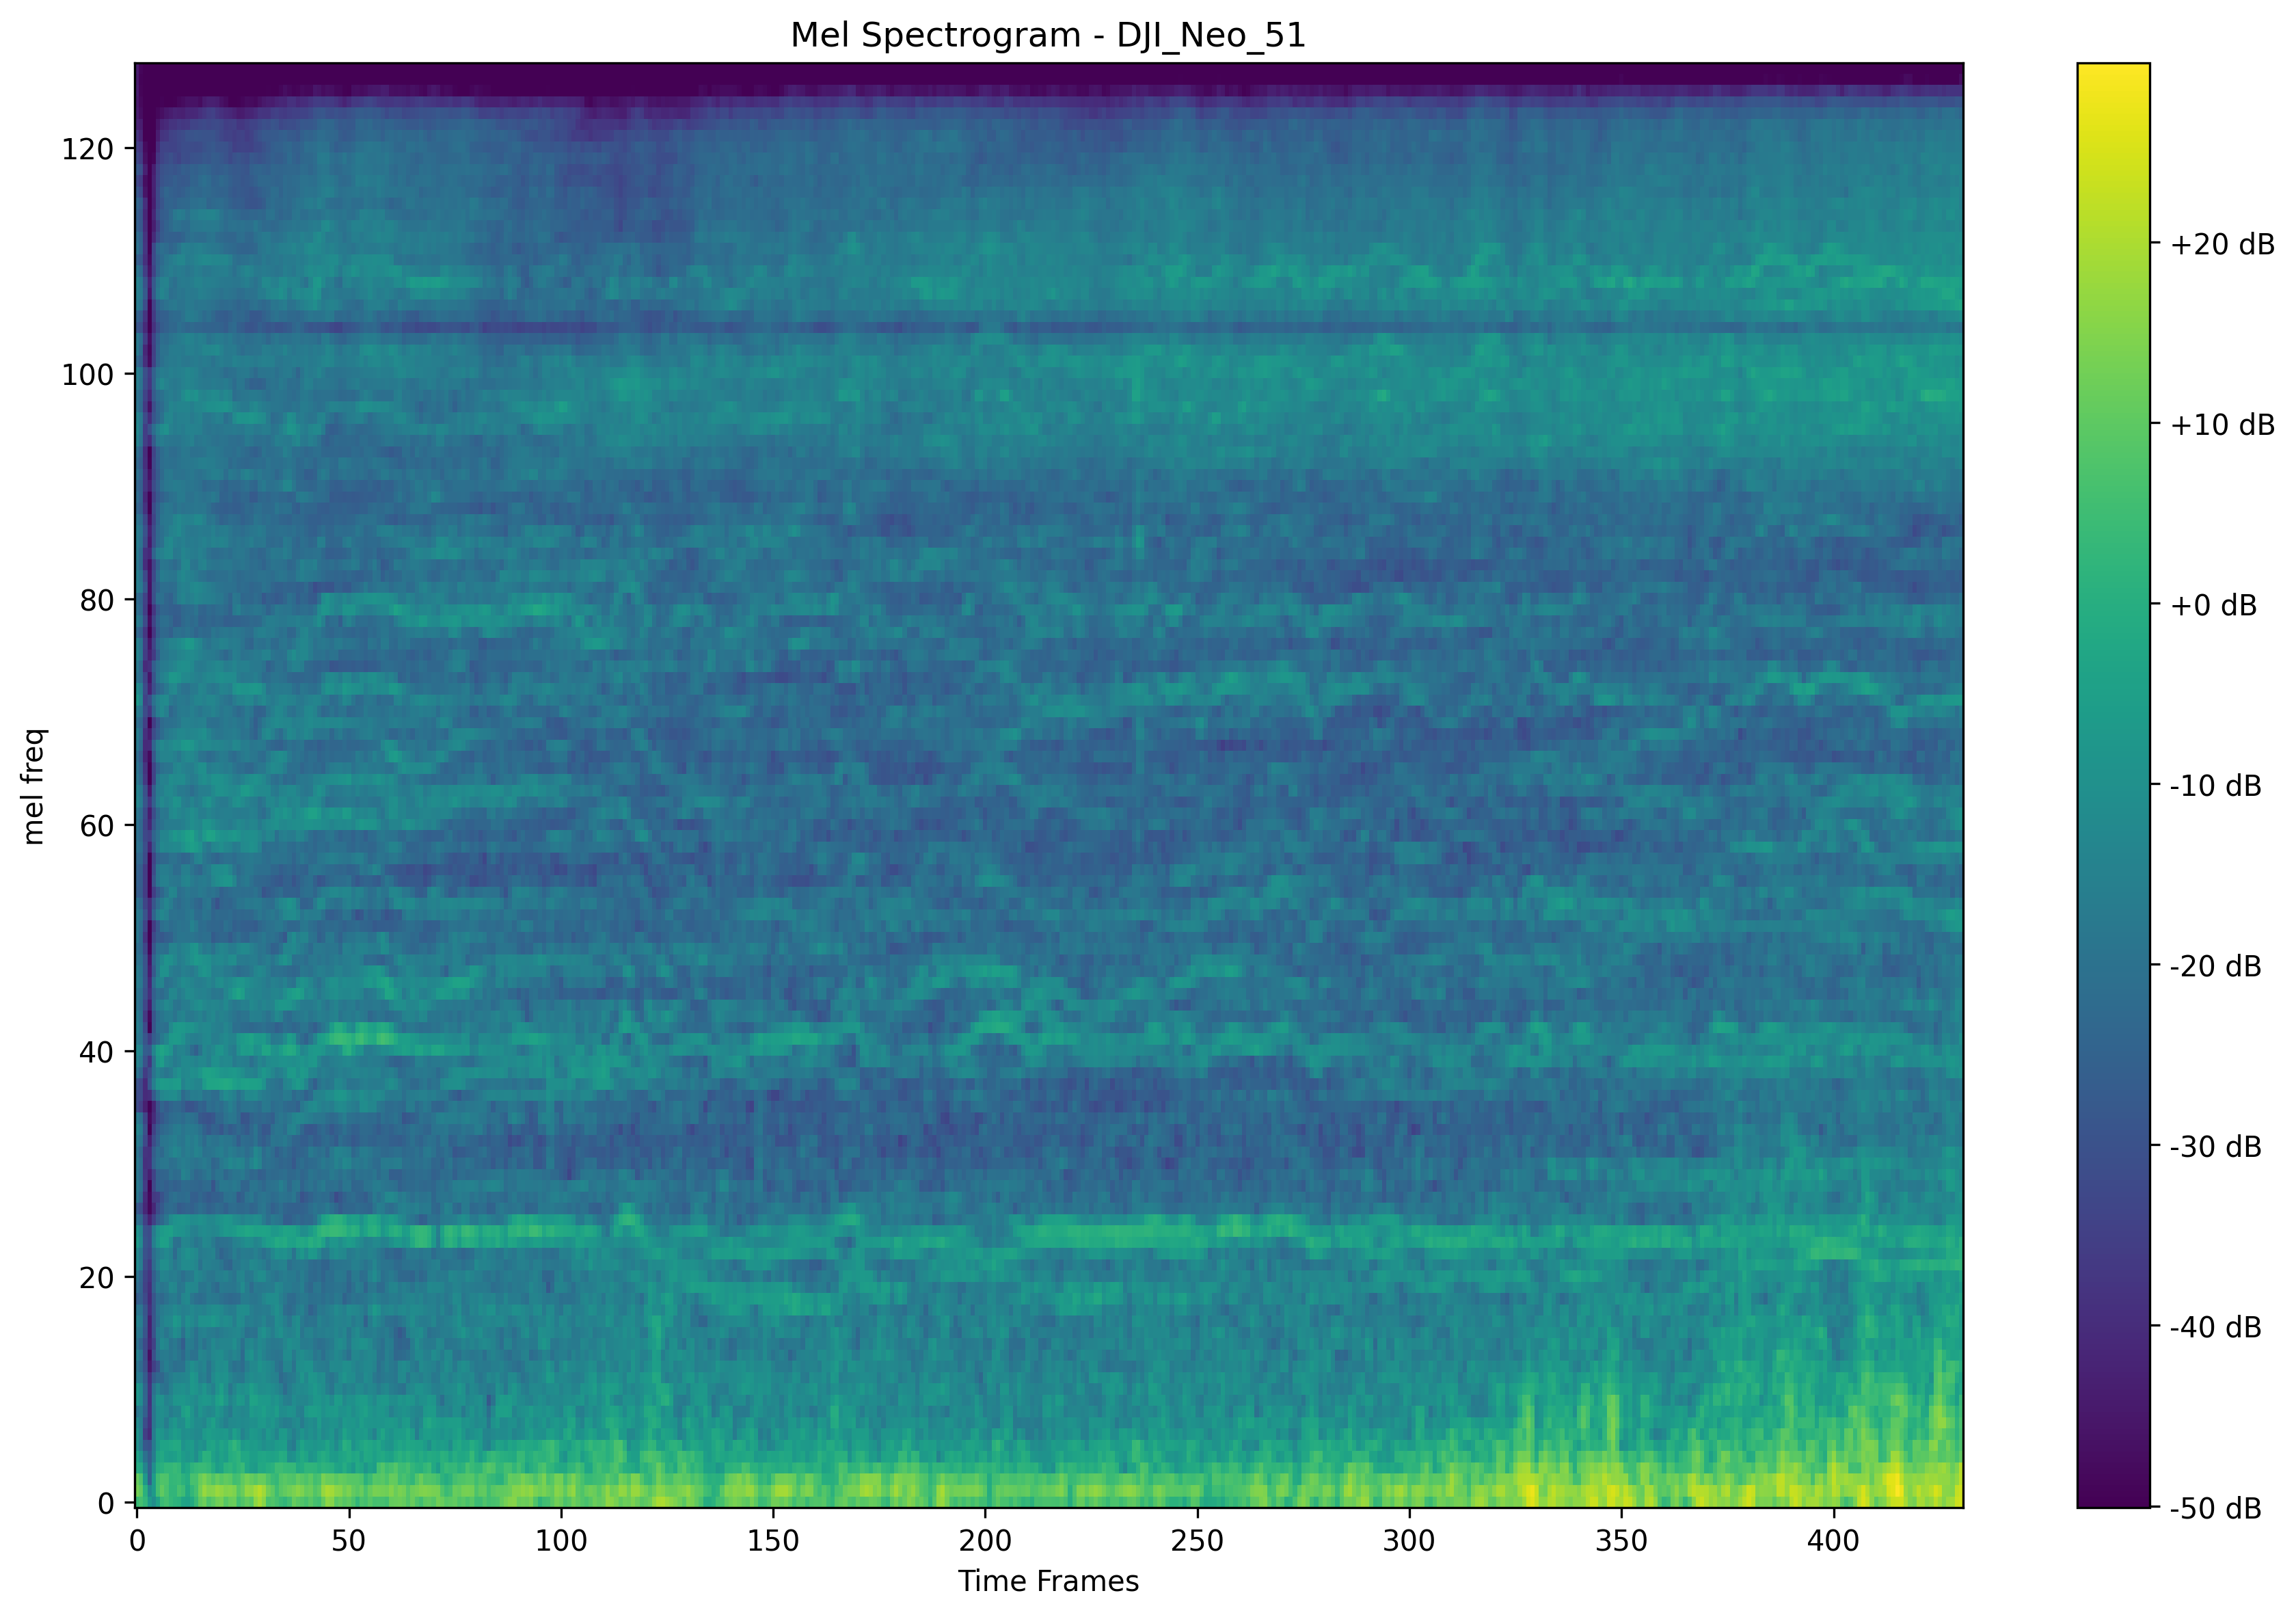 Mel Spectrogram - DJI_Neo_51
mel freq
120
100
80
60
40
20
0
0 50 100 150 200 250 300 350 400
Time Frames
+20 dB
+10 dB
+0 dB
-10 dB
-20 dB
-30 dB
-40 dB
-50 dB